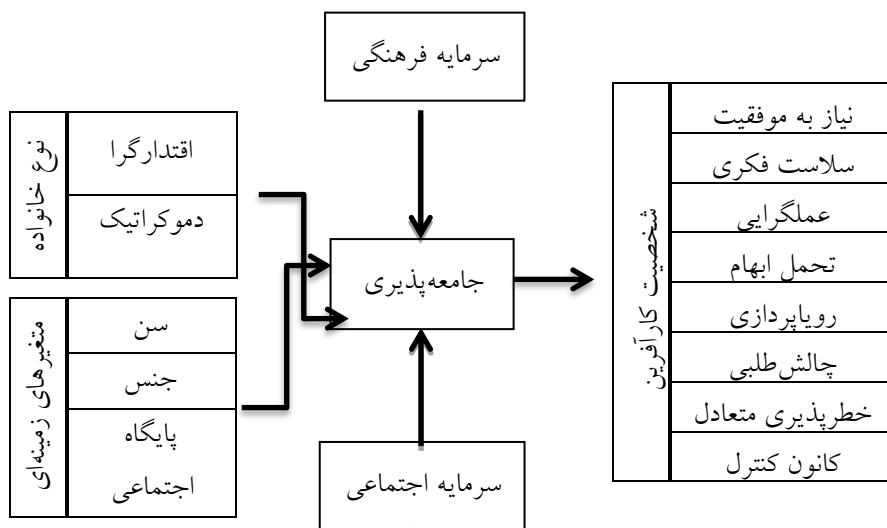 سرمایه فرهنگی
نوع خانواده
اقتدارگرا
دموکراتیک
متغیرهای زمینه‌ای
سن
جنس
پایگاه
اجتماعی
جامعه‌پذیری
سرمایه اجتماعی
شخصیت کارآفرین
نیاز به موفقیت
سلاست فکری
عملگرایی
تحمل ابهام
رویاپردازی
چالش‌طلبی
خطرپذیری متعادل
کانون کنترل